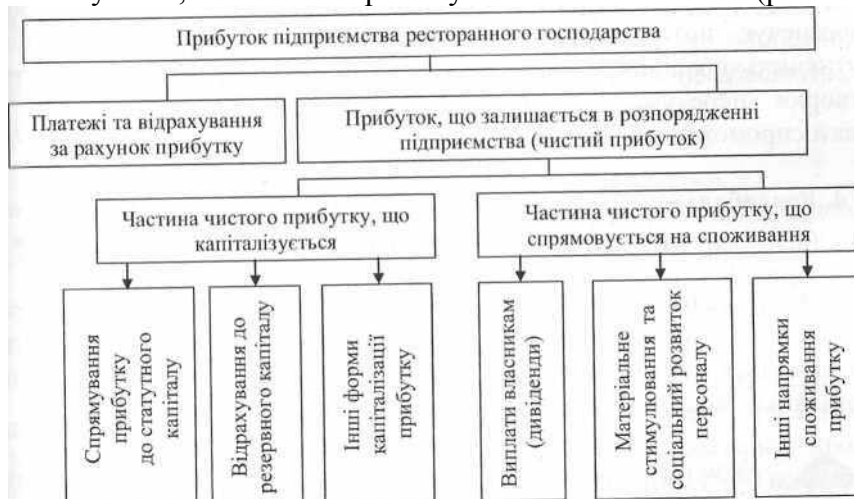 Прибуток підприємства ресторанного господарства
Платежі та відрахування
за рахунок прибутку
Прибуток, що залишається в розпорядженні
підприємства (чистий прибуток)
Частина чистого прибутку, що
капіталізується
Частина чистого прибутку, що
спрямовується на споживання
Спрямування
прибутку
до статутного
капіталу
Відрахування до
резервного капіталу
Інші форми
капіталізації
прибутку
Виплати власникам
(дивіденди)
Матеріальне
стимулювання та
соціальний розвиток
персоналу
Інші напрямки
споживання
прибутку